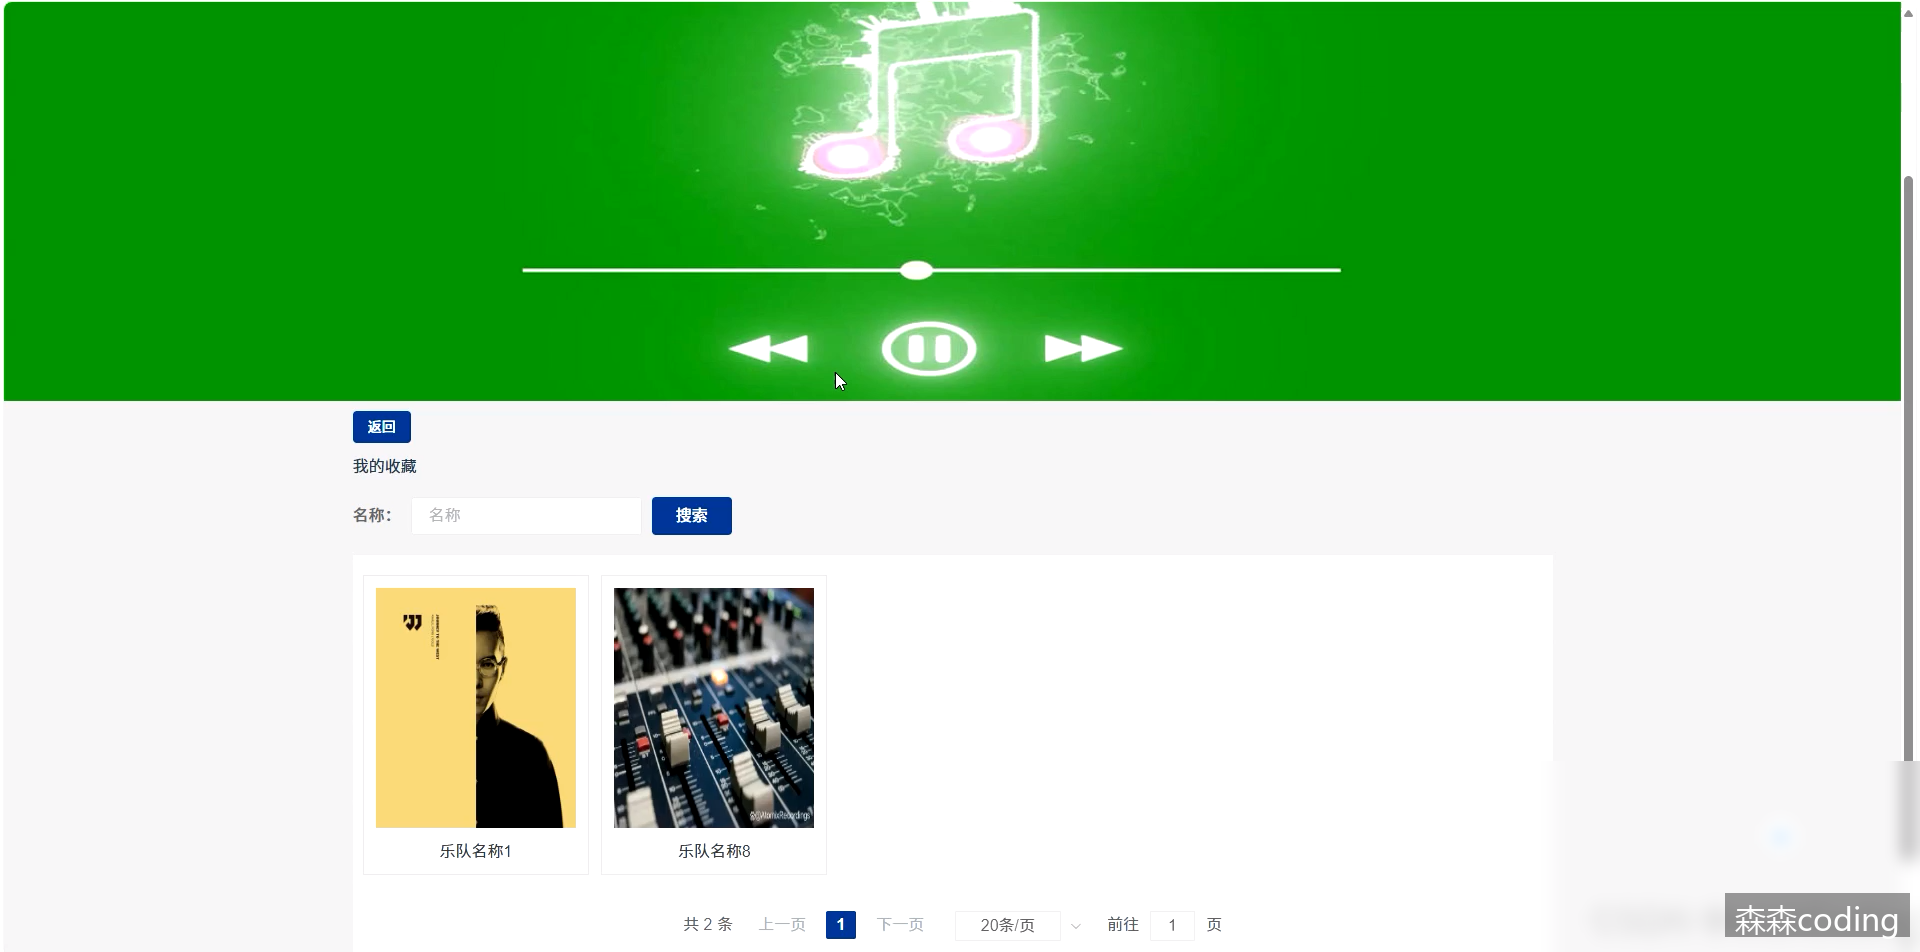 返回
我的收藏
名称： 名称 搜索
乐队名称1 乐队名称8
共 2 条 上一页 1 下一页 20条/页 前往 1 页
森森coding